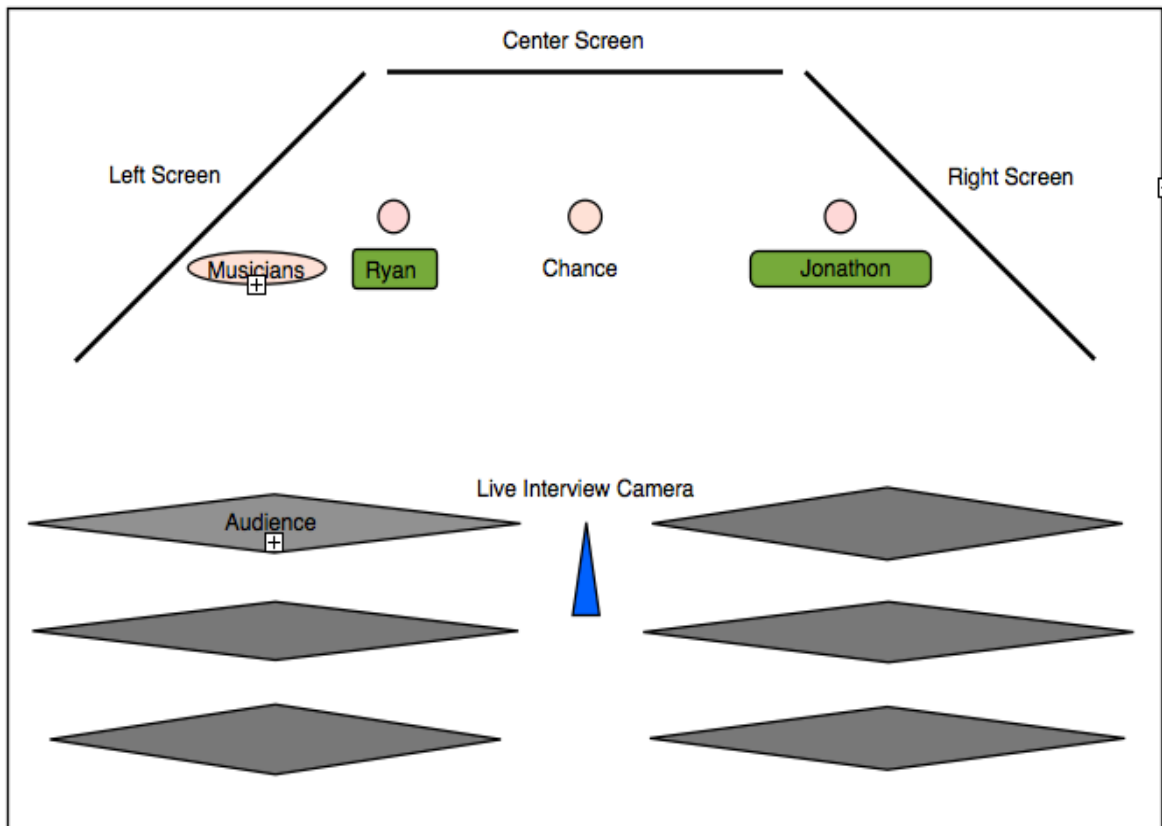 Center Screen
Left Screen
Right Screen
Musicians
Ryan
Chance
Jonathon
Live Interview Camera
Audience